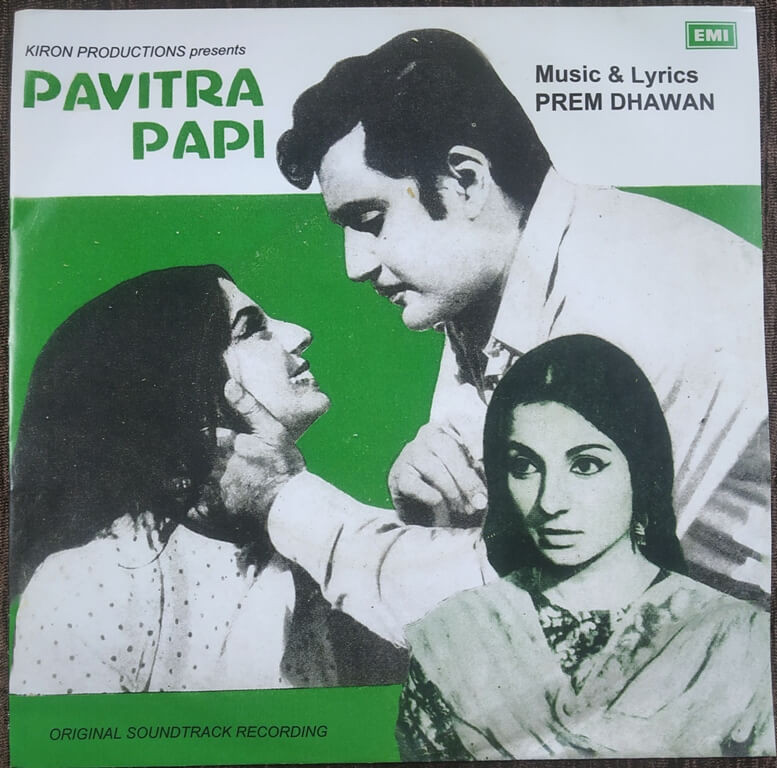 KIRON PRODUCTIONS presents
PAVITRA
PAPI
EMI
Music & Lyrics
PREM DHAWAN
ORIGINAL SOUNDTRACK RECORDING